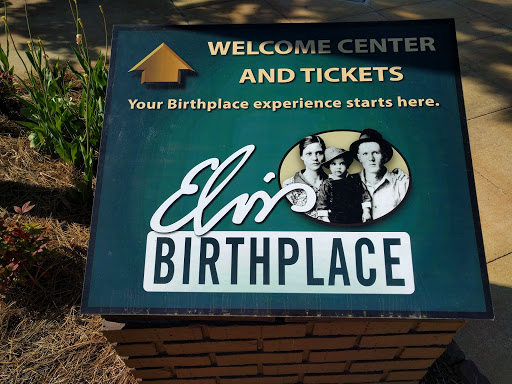 WELCOME CENTER
AND TICKETS
Your Birthplace experience starts here.
Elvis
BIRTHPLACE